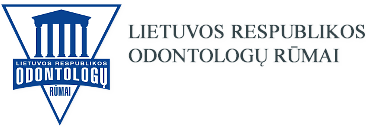 LIETUVOS RESPUBLIKOS
ODONTOLOGŲ
RŪMAI
LIETUVOS RESPUBLIKOS
ODONTOLOGŲ RŪMAI